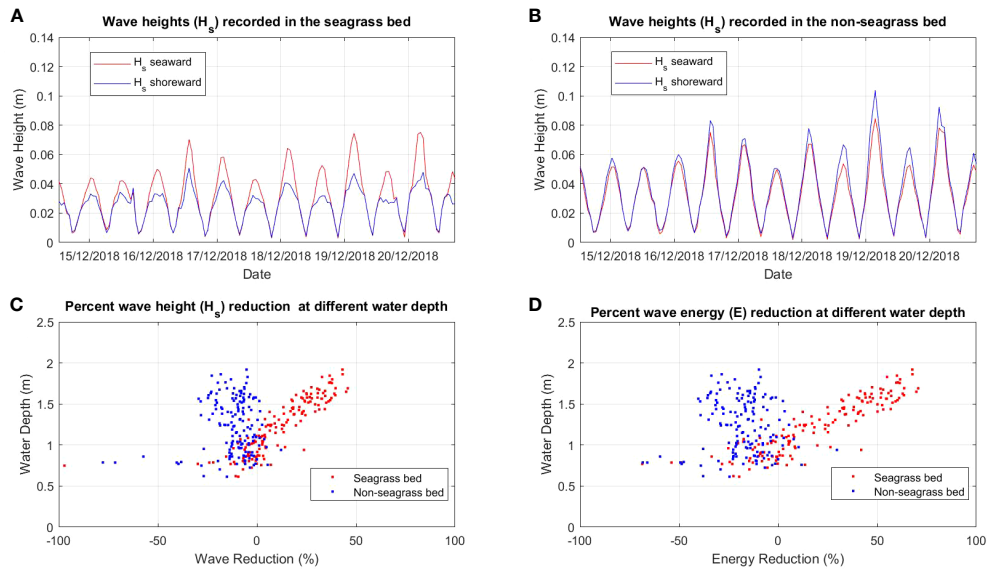 A
Wave heights (Hs) recorded in the seagrass bed
0.14
0.12
0.1
0.08
0.06
0.04
0.02
0
Wave Height (m)
Hs seaward
Hs shoreward
15/12/2018 16/12/2018 17/12/2018 18/12/2018 19/12/2018 20/12/2018
Date
B
Wave heights (Hs) recorded in the non-seagrass bed
0.14
0.12
0.1
0.08
0.06
0.04
0.02
0
Wave Height (m)
Hs seaward
Hs shoreward
15/12/2018 16/12/2018 17/12/2018 18/12/2018 19/12/2018 20/12/2018
Date
C
Percent wave height (Hs) reduction at different water depth
2.5
2
1.5
1
0.5
0
Water Depth (m)
Seagrass bed
Non-seagrass bed
-100 -50 0 50 100
Wave Reduction (%)
D
Percent wave energy (E) reduction at different water depth
2.5
2
1.5
1
0.5
0
Water Depth (m)
Seagrass bed
Non-seagrass bed
-100 -50 0 50 100
Energy Reduction (%)